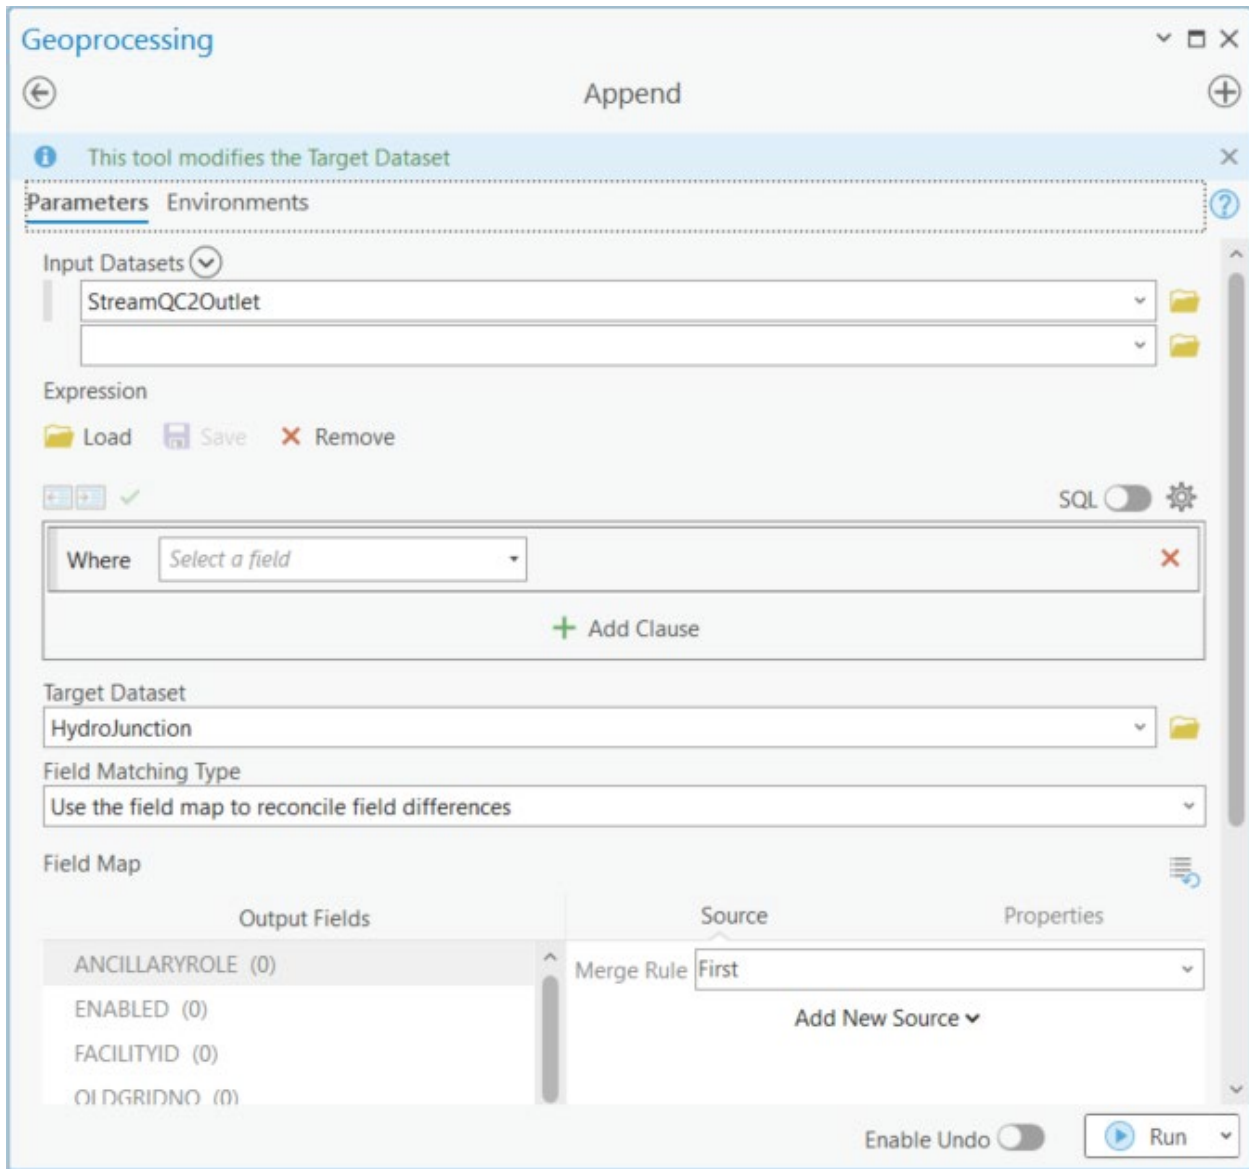 Geoprocessing
Append
This tool modifies the Target Dataset
Parameters Environments
Input Datasets
StreamQC2Outlet
Expression
Load Save Remove
SQL
Where Select a field
Add Clause
Target Dataset
HydroJunction
Field Matching Type
Use the field map to reconcile field differences
Field Map
Output Fields Source Properties
ANCILLARYROLE (0) Merge Rule First
ENABLED (0) Add New Source
FACILITYID (0)
OLDGRIDNO (0)
Enable Undo Run